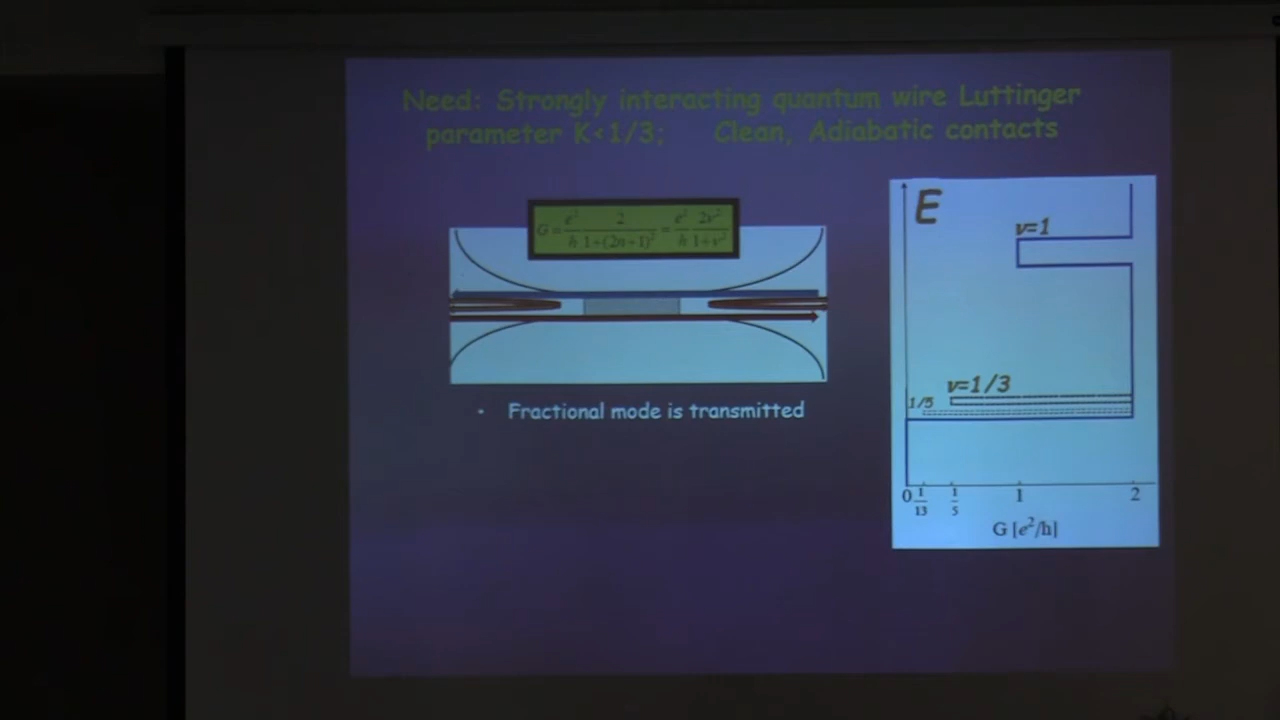 Need: Strongly interacting quantum wire Luttinger
parameter K<1/3; Clean, Adiabatic contacts
G = e²/h 2/(1+(2n+1)²) = e²/h 2ν²/(1+ν²)
• Fractional mode is transmitted
E
ν=1
ν=1/3
1/5
0 1/13 1/5 1 2
G [e²/h]